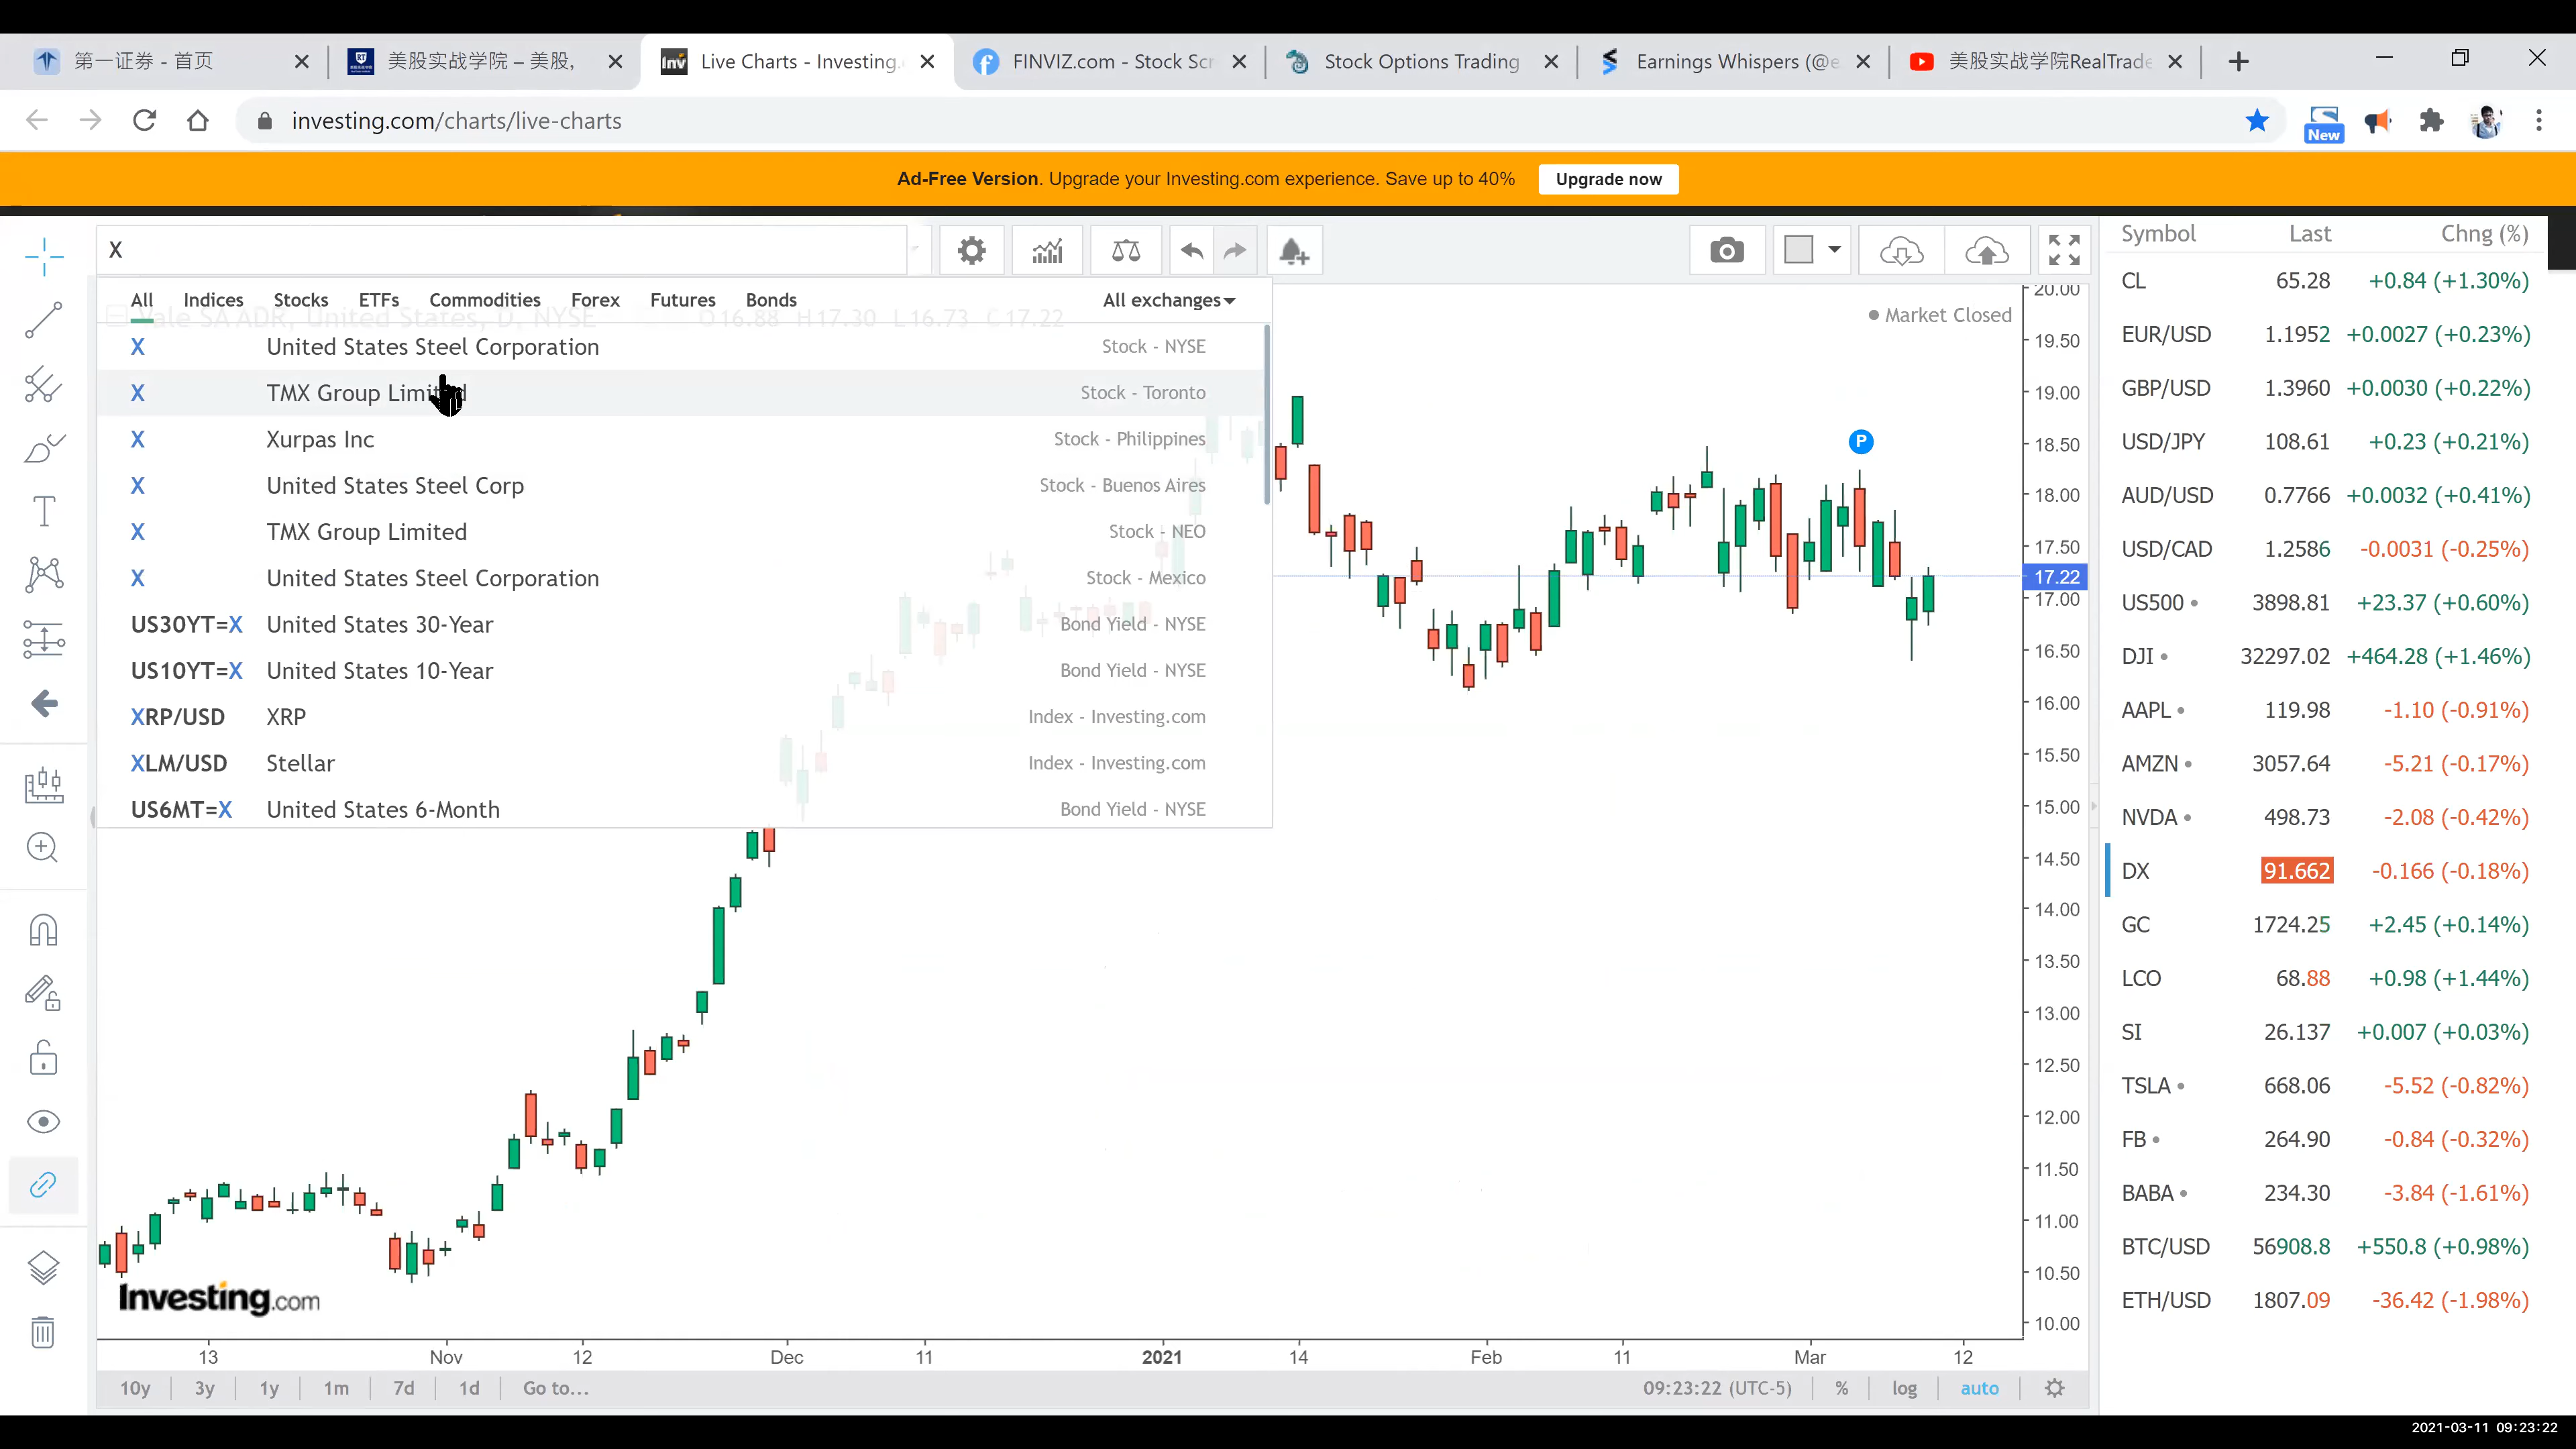 第一证券 - 首页
美股实战学院 – 美股,
Live Charts - Investing.
FINVIZ.com - Stock Scr
Stock Options Trading
Earnings Whispers (@e
美股实战学院RealTrade
investing.com/charts/live-charts
New
Ad-Free Version. Upgrade your Investing.com experience. Save up to 40%
Upgrade now
X
All Indices Stocks ETFs Commodities Forex Futures Bonds All exchanges
Vale SA ADR, United States, D, NYSE O16.88 H17.30 L16.73 C17.22
Market Closed
X United States Steel Corporation Stock - NYSE
X TMX Group Limited Stock - Toronto
X Xurpas Inc Stock - Philippines
X United States Steel Corp Stock - Buenos Aires
X TMX Group Limited Stock - NEO
X United States Steel Corporation Stock - Mexico
US30YT=X United States 30-Year Bond Yield - NYSE
US10YT=X United States 10-Year Bond Yield - NYSE
XRP/USD XRP Index - Investing.com
XLM/USD Stellar Index - Investing.com
US6MT=X United States 6-Month Bond Yield - NYSE
P
20.00
19.50
19.00
18.50
18.00
17.50
17.22
17.00
16.50
16.00
15.50
15.00
14.50
14.00
13.50
13.00
12.50
12.00
11.50
11.00
10.50
10.00
Investing.com
13 Nov 12 Dec 11 2021 14 Feb 11 Mar 12
10y 3y 1y 1m 7d 1d Go to... 09:23:22 (UTC-5) % log auto
Symbol Last Chng (%)
CL 65.28 +0.84 (+1.30%)
EUR/USD 1.1952 +0.0027 (+0.23%)
GBP/USD 1.3960 +0.0030 (+0.22%)
USD/JPY 108.61 +0.23 (+0.21%)
AUD/USD 0.7766 +0.0032 (+0.41%)
USD/CAD 1.2586 -0.0031 (-0.25%)
US500 3898.81 +23.37 (+0.60%)
DJI 32297.02 +464.28 (+1.46%)
AAPL 119.98 -1.10 (-0.91%)
AMZN 3057.64 -5.21 (-0.17%)
NVDA 498.73 -2.08 (-0.42%)
DX 91.662 -0.166 (-0.18%)
GC 1724.25 +2.45 (+0.14%)
LCO 68.88 +0.98 (+1.44%)
SI 26.137 +0.007 (+0.03%)
TSLA 668.06 -5.52 (-0.82%)
FB 264.90 -0.84 (-0.32%)
BABA 234.30 -3.84 (-1.61%)
BTC/USD 56908.8 +550.8 (+0.98%)
ETH/USD 1807.09 -36.42 (-1.98%)
2021-03-11 09:23:22